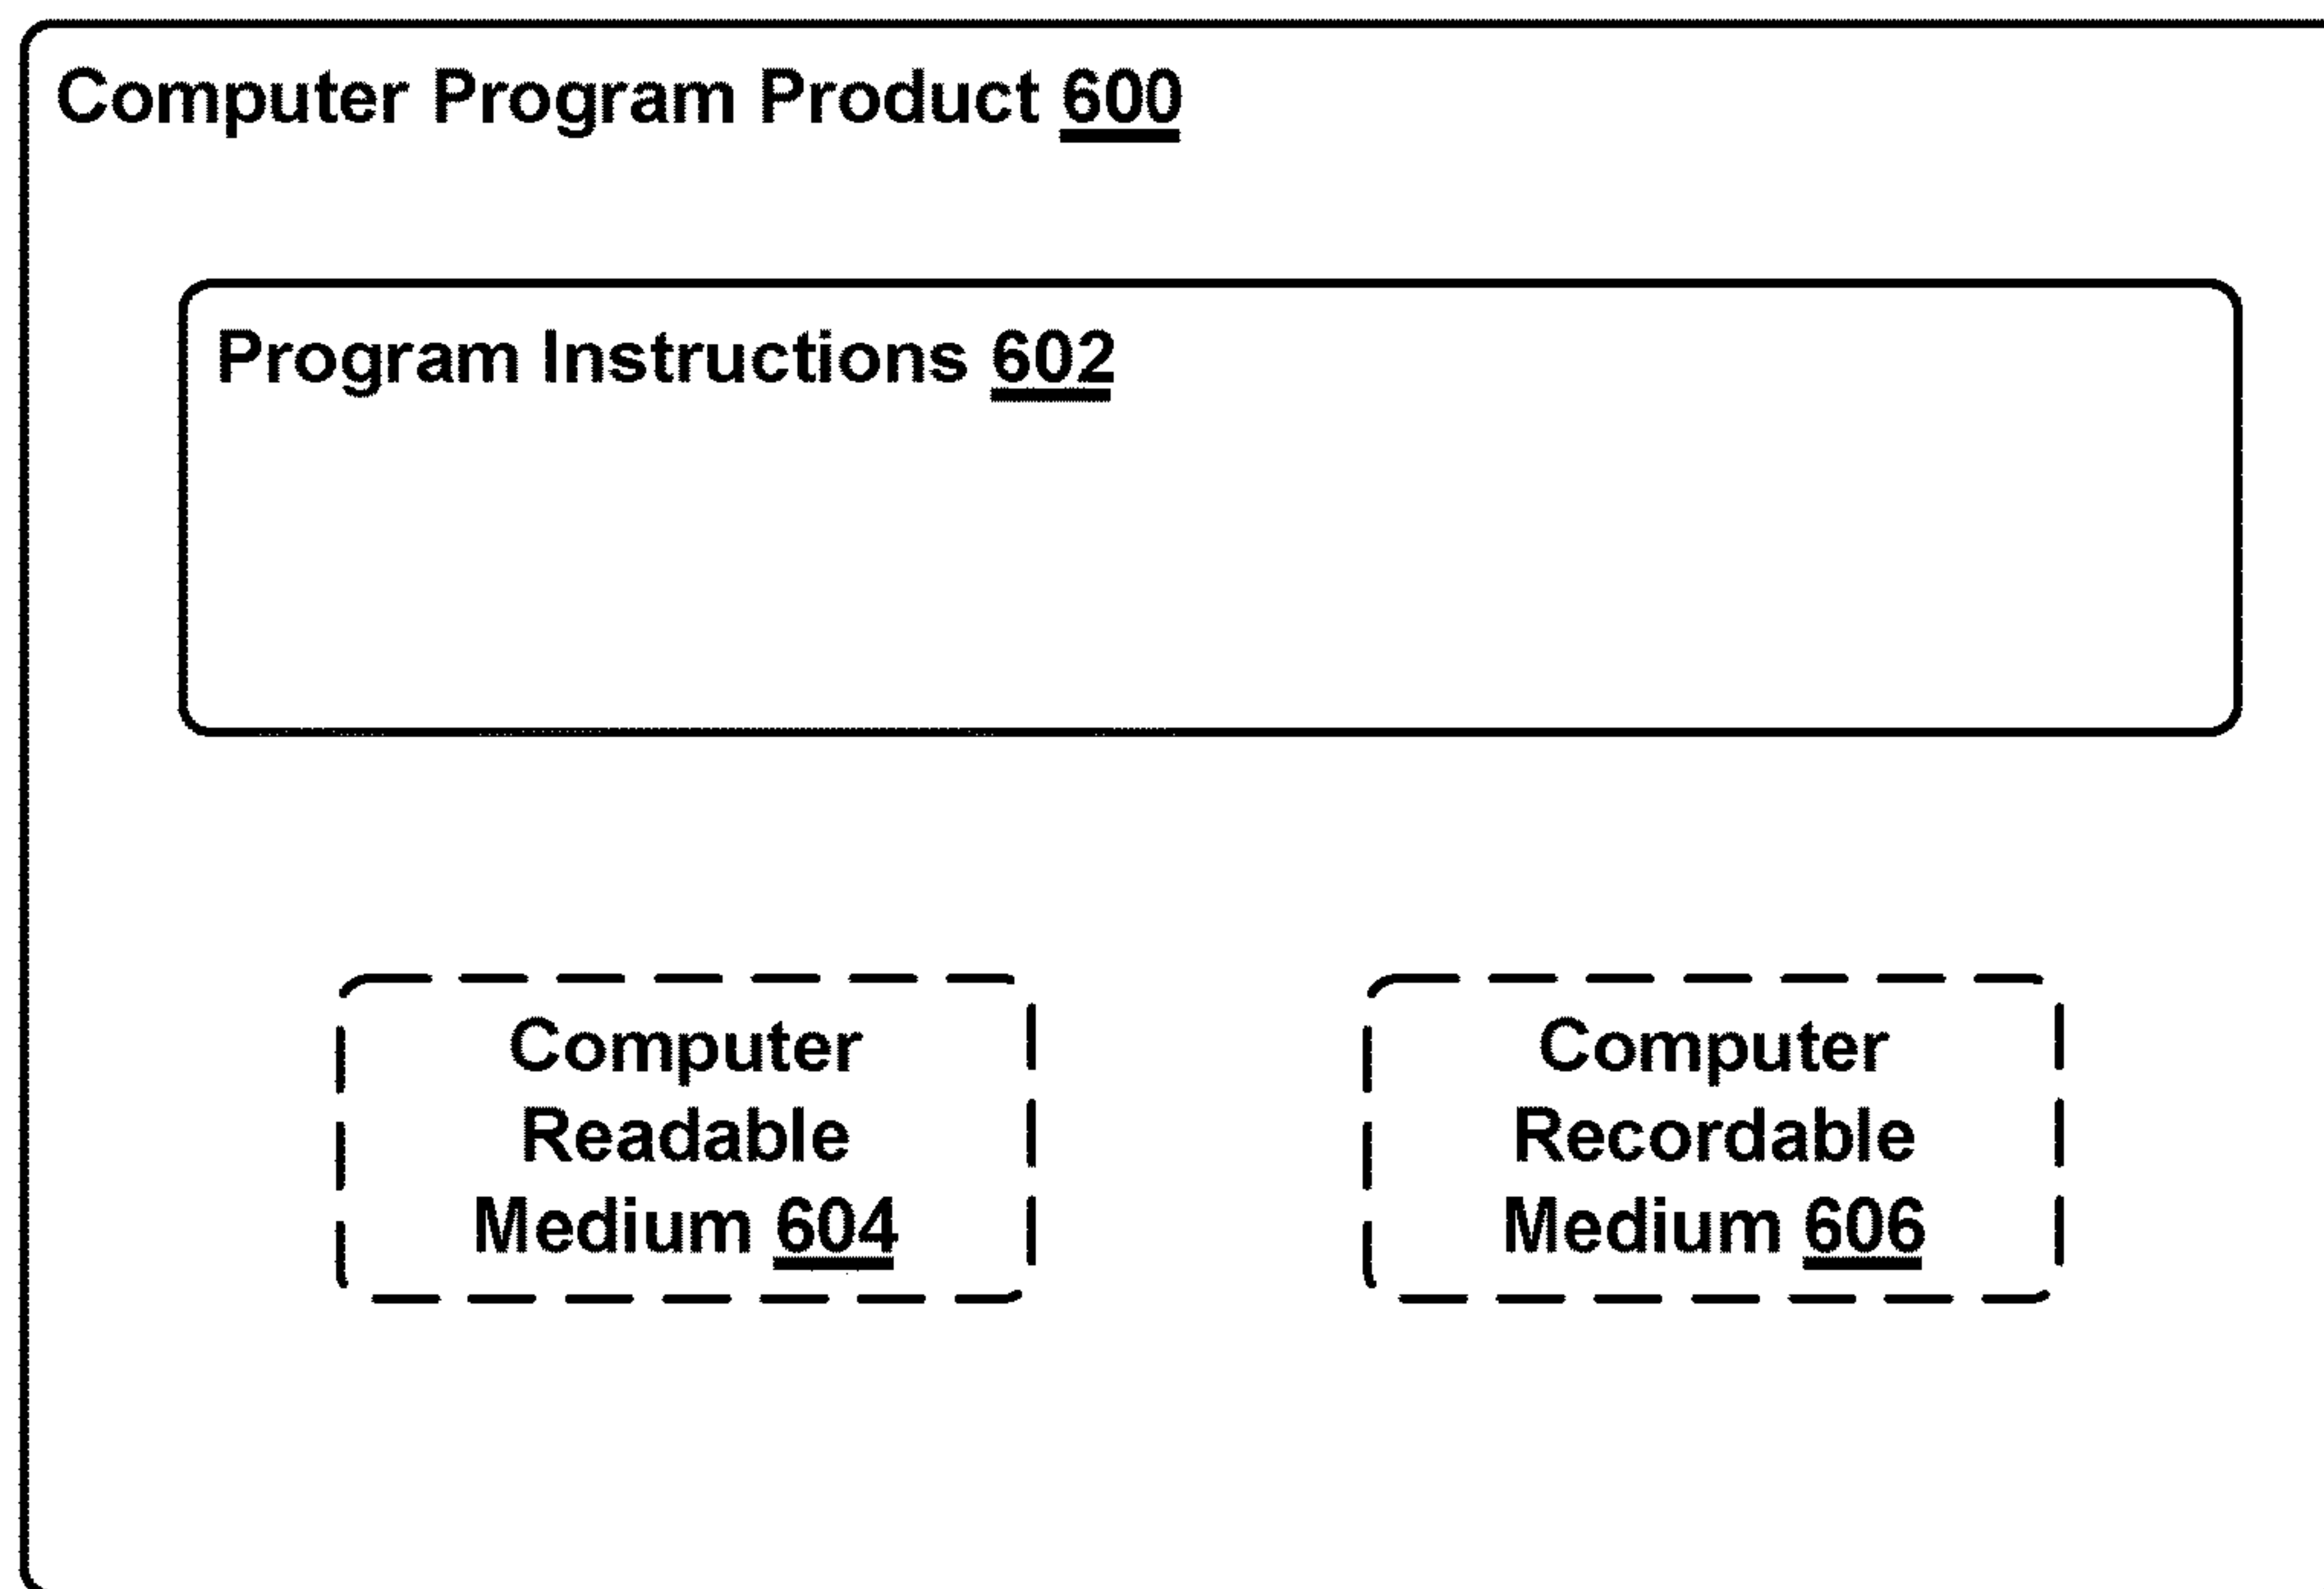 Computer Program Product 600
Program Instructions 602
Computer
Readable
Medium 604
Computer
Recordable
Medium 606